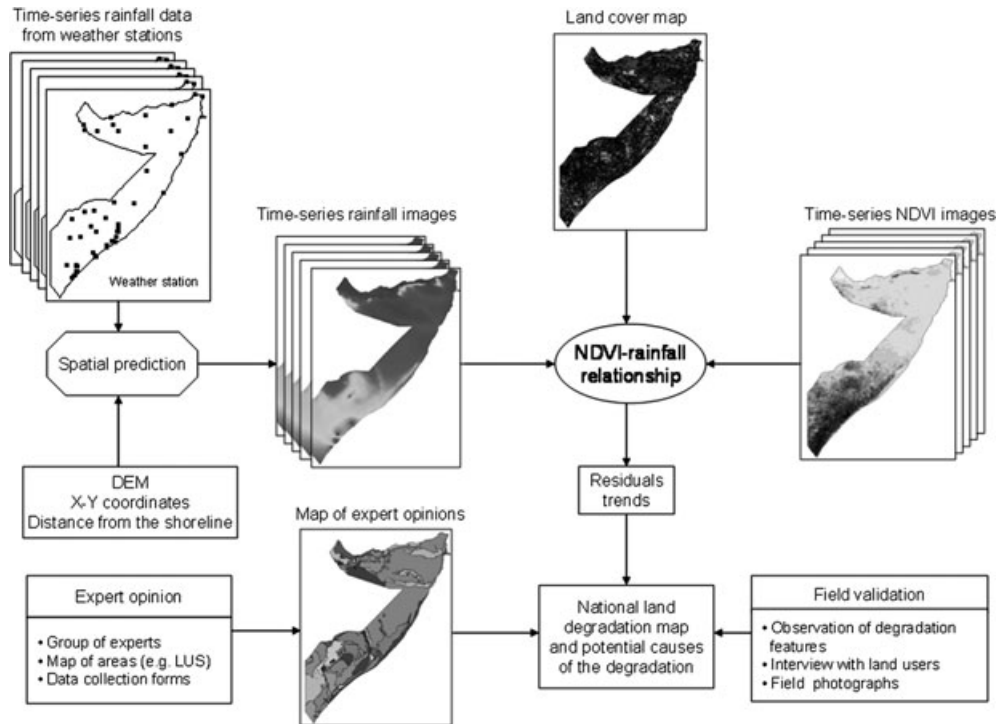 Time-series rainfall data
from weather stations
Weather station
Land cover map
Time-series rainfall images
Time-series NDVI images
Spatial prediction
NDVI-rainfall
relationship
DEM
X-Y coordinates
Distance from the shoreline
Residuals
trends
Map of expert opinions
Expert opinion
• Group of experts
• Map of areas (e.g. LUS)
• Data collection forms
National land
degradation map
and potential causes
of the degradation
Field validation
• Observation of degradation
features
• Interview with land users
• Field photographs